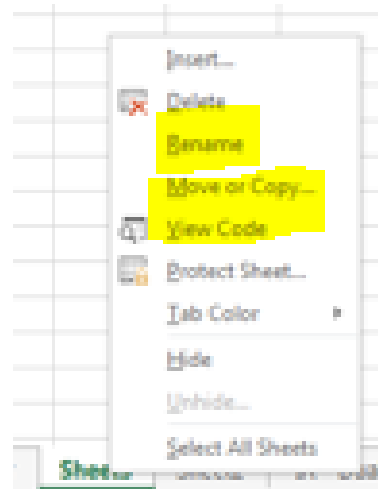 Insert...
Delete
Rename
Move or Copy...
View Code
Protect Sheet...
Tab Color
Hide
Unhide...
Select All Sheets